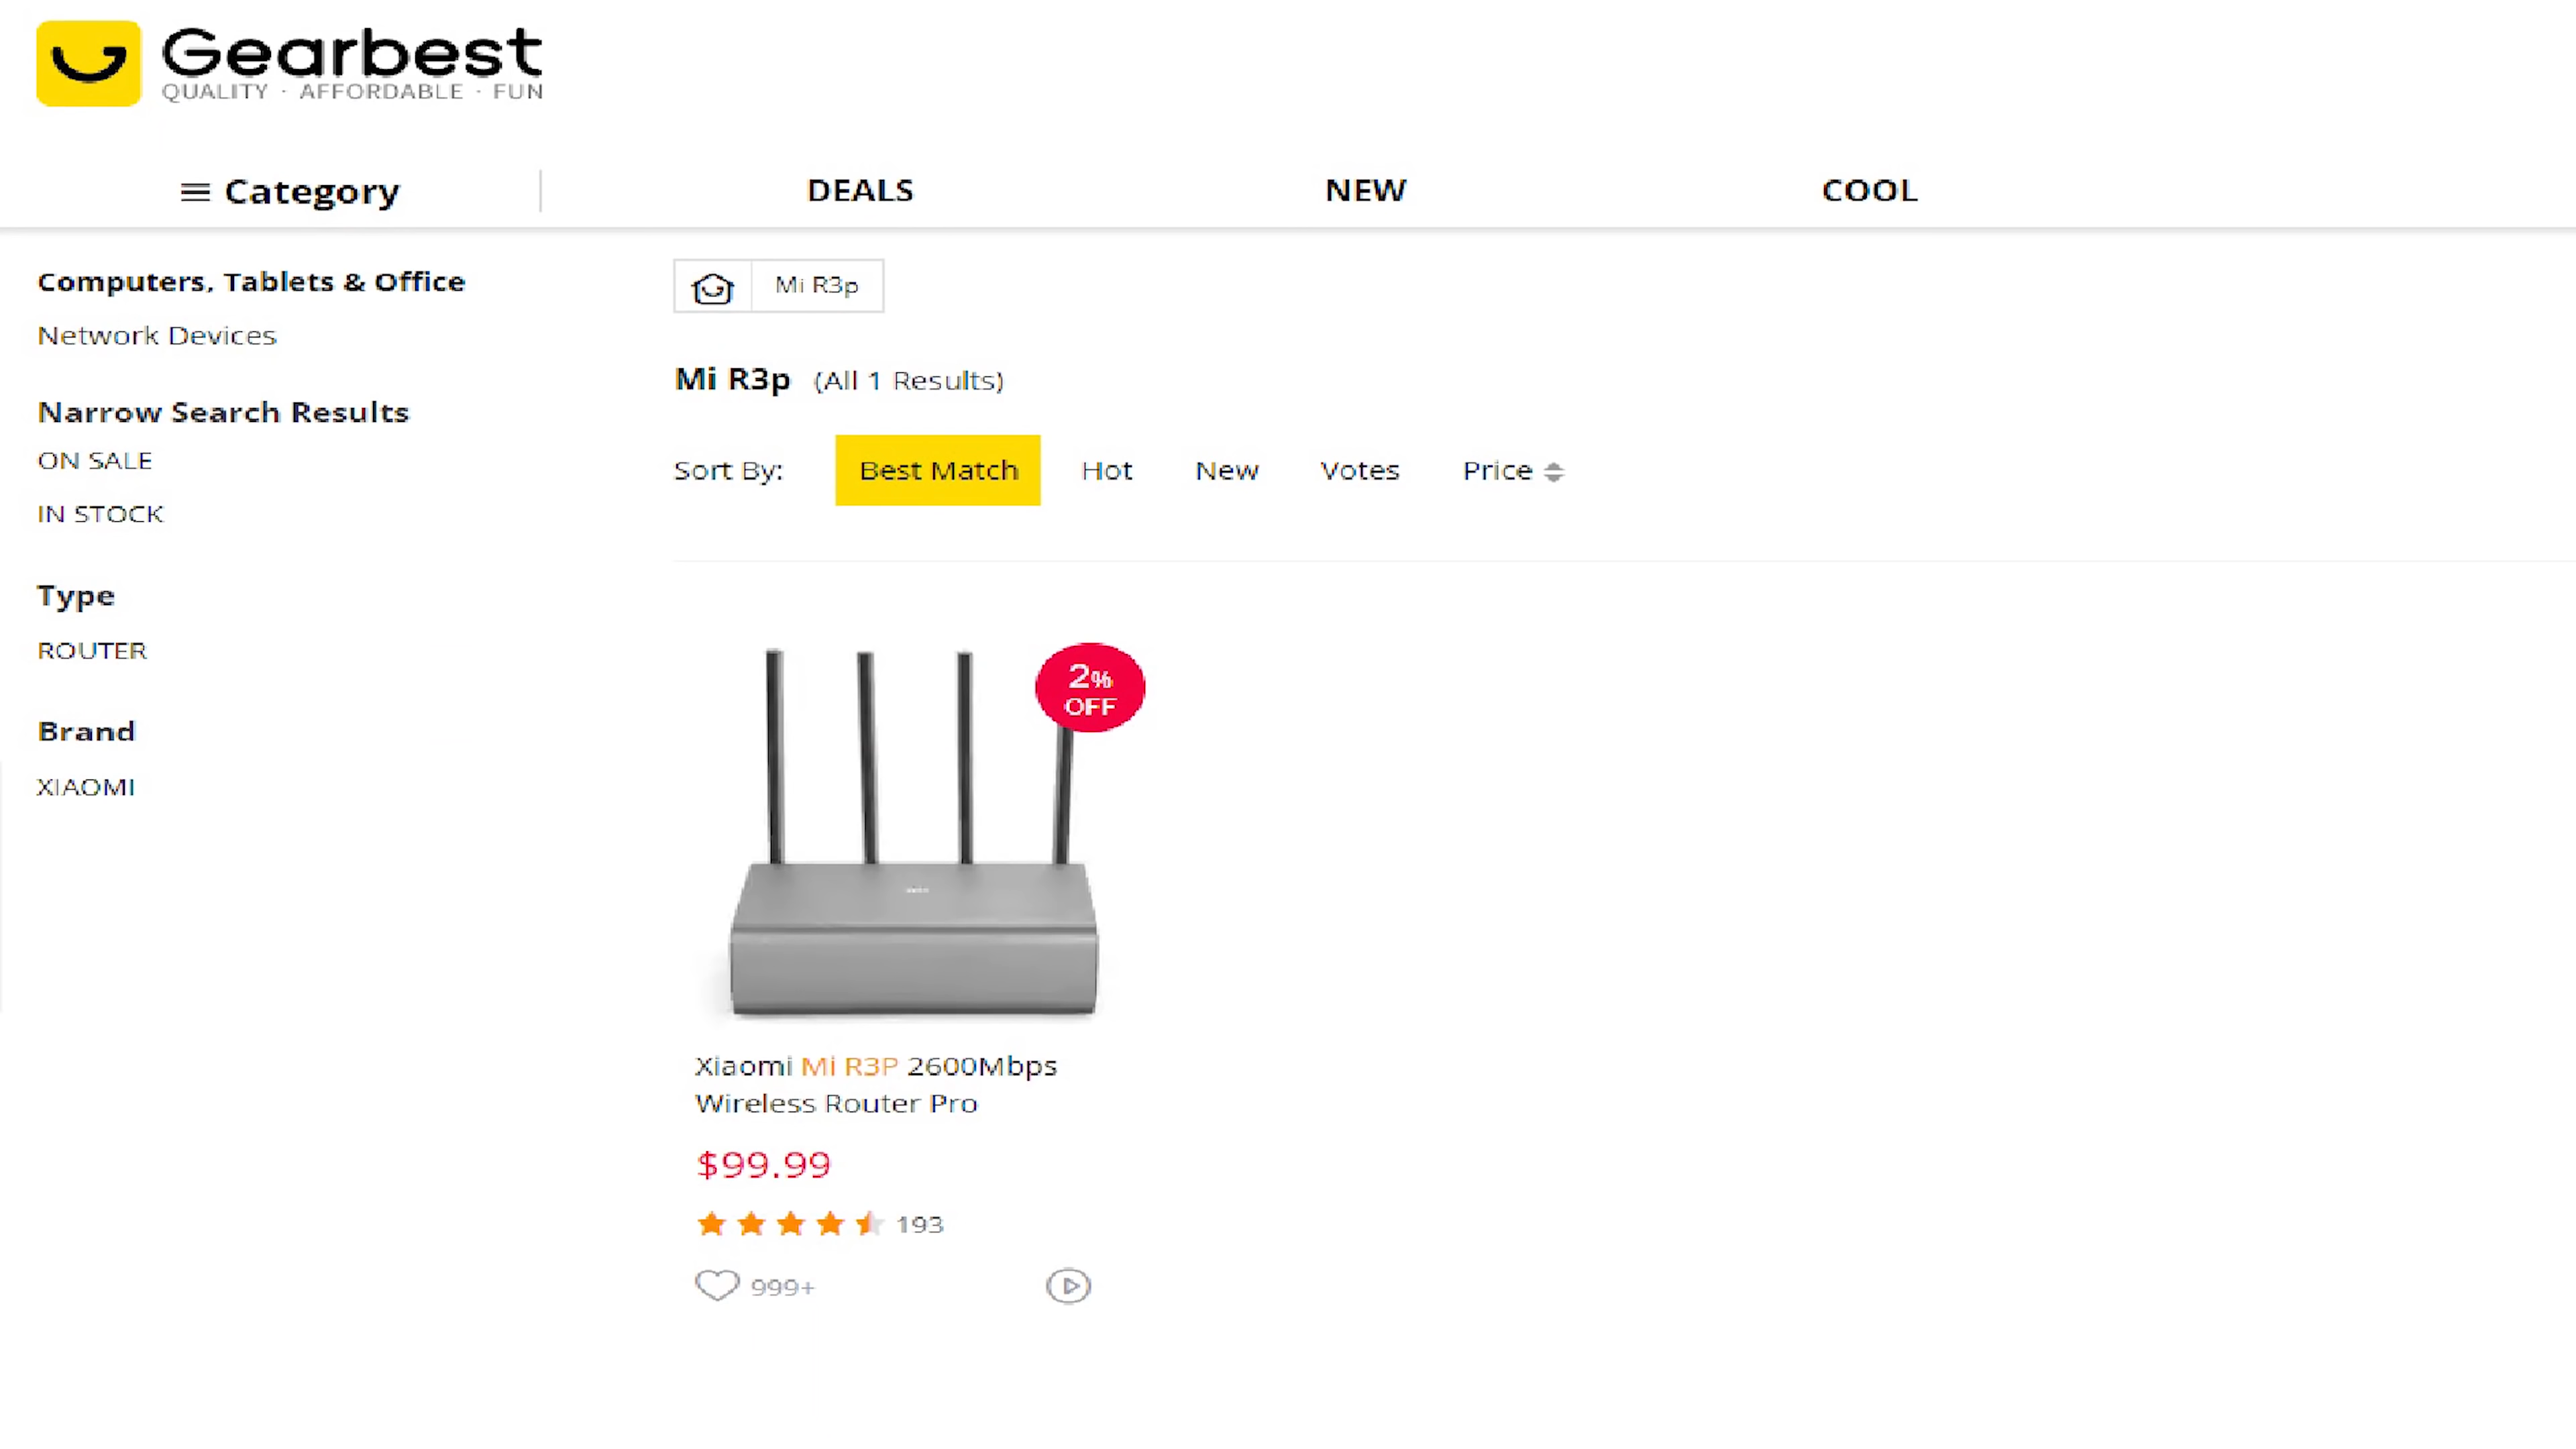 Gearbest
QUALITY · AFFORDABLE · FUN
Category
DEALS
NEW
COOL
Computers, Tablets & Office
Network Devices
Narrow Search Results
ON SALE
IN STOCK
Type
ROUTER
Brand
XIAOMI
Mi R3p
Mi R3p (All 1 Results)
Sort By: Best Match Hot New Votes Price
2% OFF
Xiaomi Mi R3P 2600Mbps
Wireless Router Pro
$99.99
193
999+